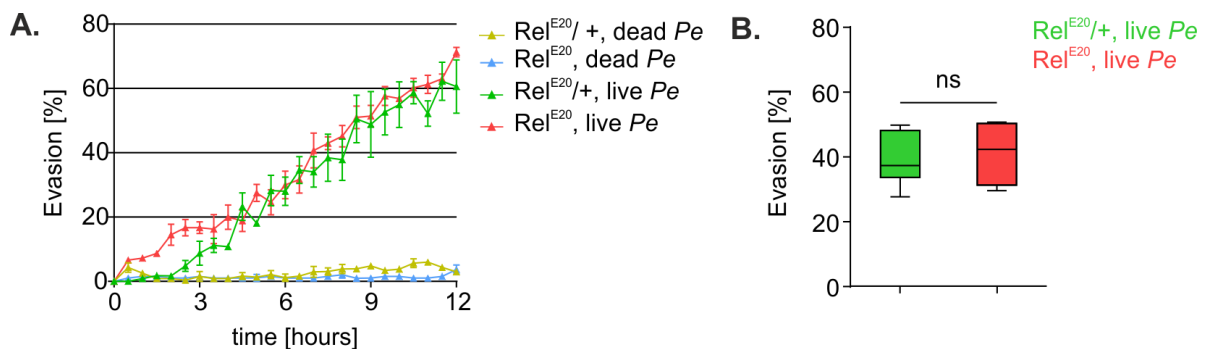 A.
80
60
40
20
0
Evasion [%]
0 3 6 9 12
time [hours]
Rel^E20/ +, dead Pe
Rel^E20, dead Pe
Rel^E20/+, live Pe
Rel^E20, live Pe
B.
Rel^E20/+, live Pe
Rel^E20, live Pe
80
60
40
20
0
Evasion [%]
ns